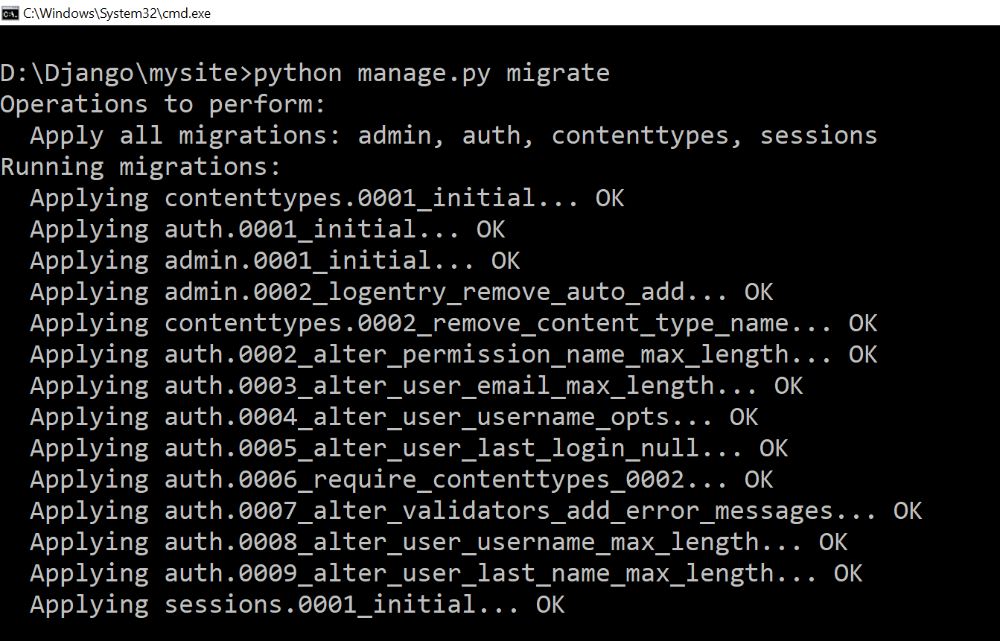 C:\Windows\System32\cmd.exe
D:\Django\mysite>python manage.py migrate
Operations to perform:
  Apply all migrations: admin, auth, contenttypes, sessions
Running migrations:
  Applying contenttypes.0001_initial... OK
  Applying auth.0001_initial... OK
  Applying admin.0001_initial... OK
  Applying admin.0002_logentry_remove_auto_add... OK
  Applying contenttypes.0002_remove_content_type_name... OK
  Applying auth.0002_alter_permission_name_max_length... OK
  Applying auth.0003_alter_user_email_max_length... OK
  Applying auth.0004_alter_user_username_opts... OK
  Applying auth.0005_alter_user_last_login_null... OK
  Applying auth.0006_require_contenttypes_0002... OK
  Applying auth.0007_alter_validators_add_error_messages... OK
  Applying auth.0008_alter_user_username_max_length... OK
  Applying auth.0009_alter_user_last_name_max_length... OK
  Applying sessions.0001_initial... OK